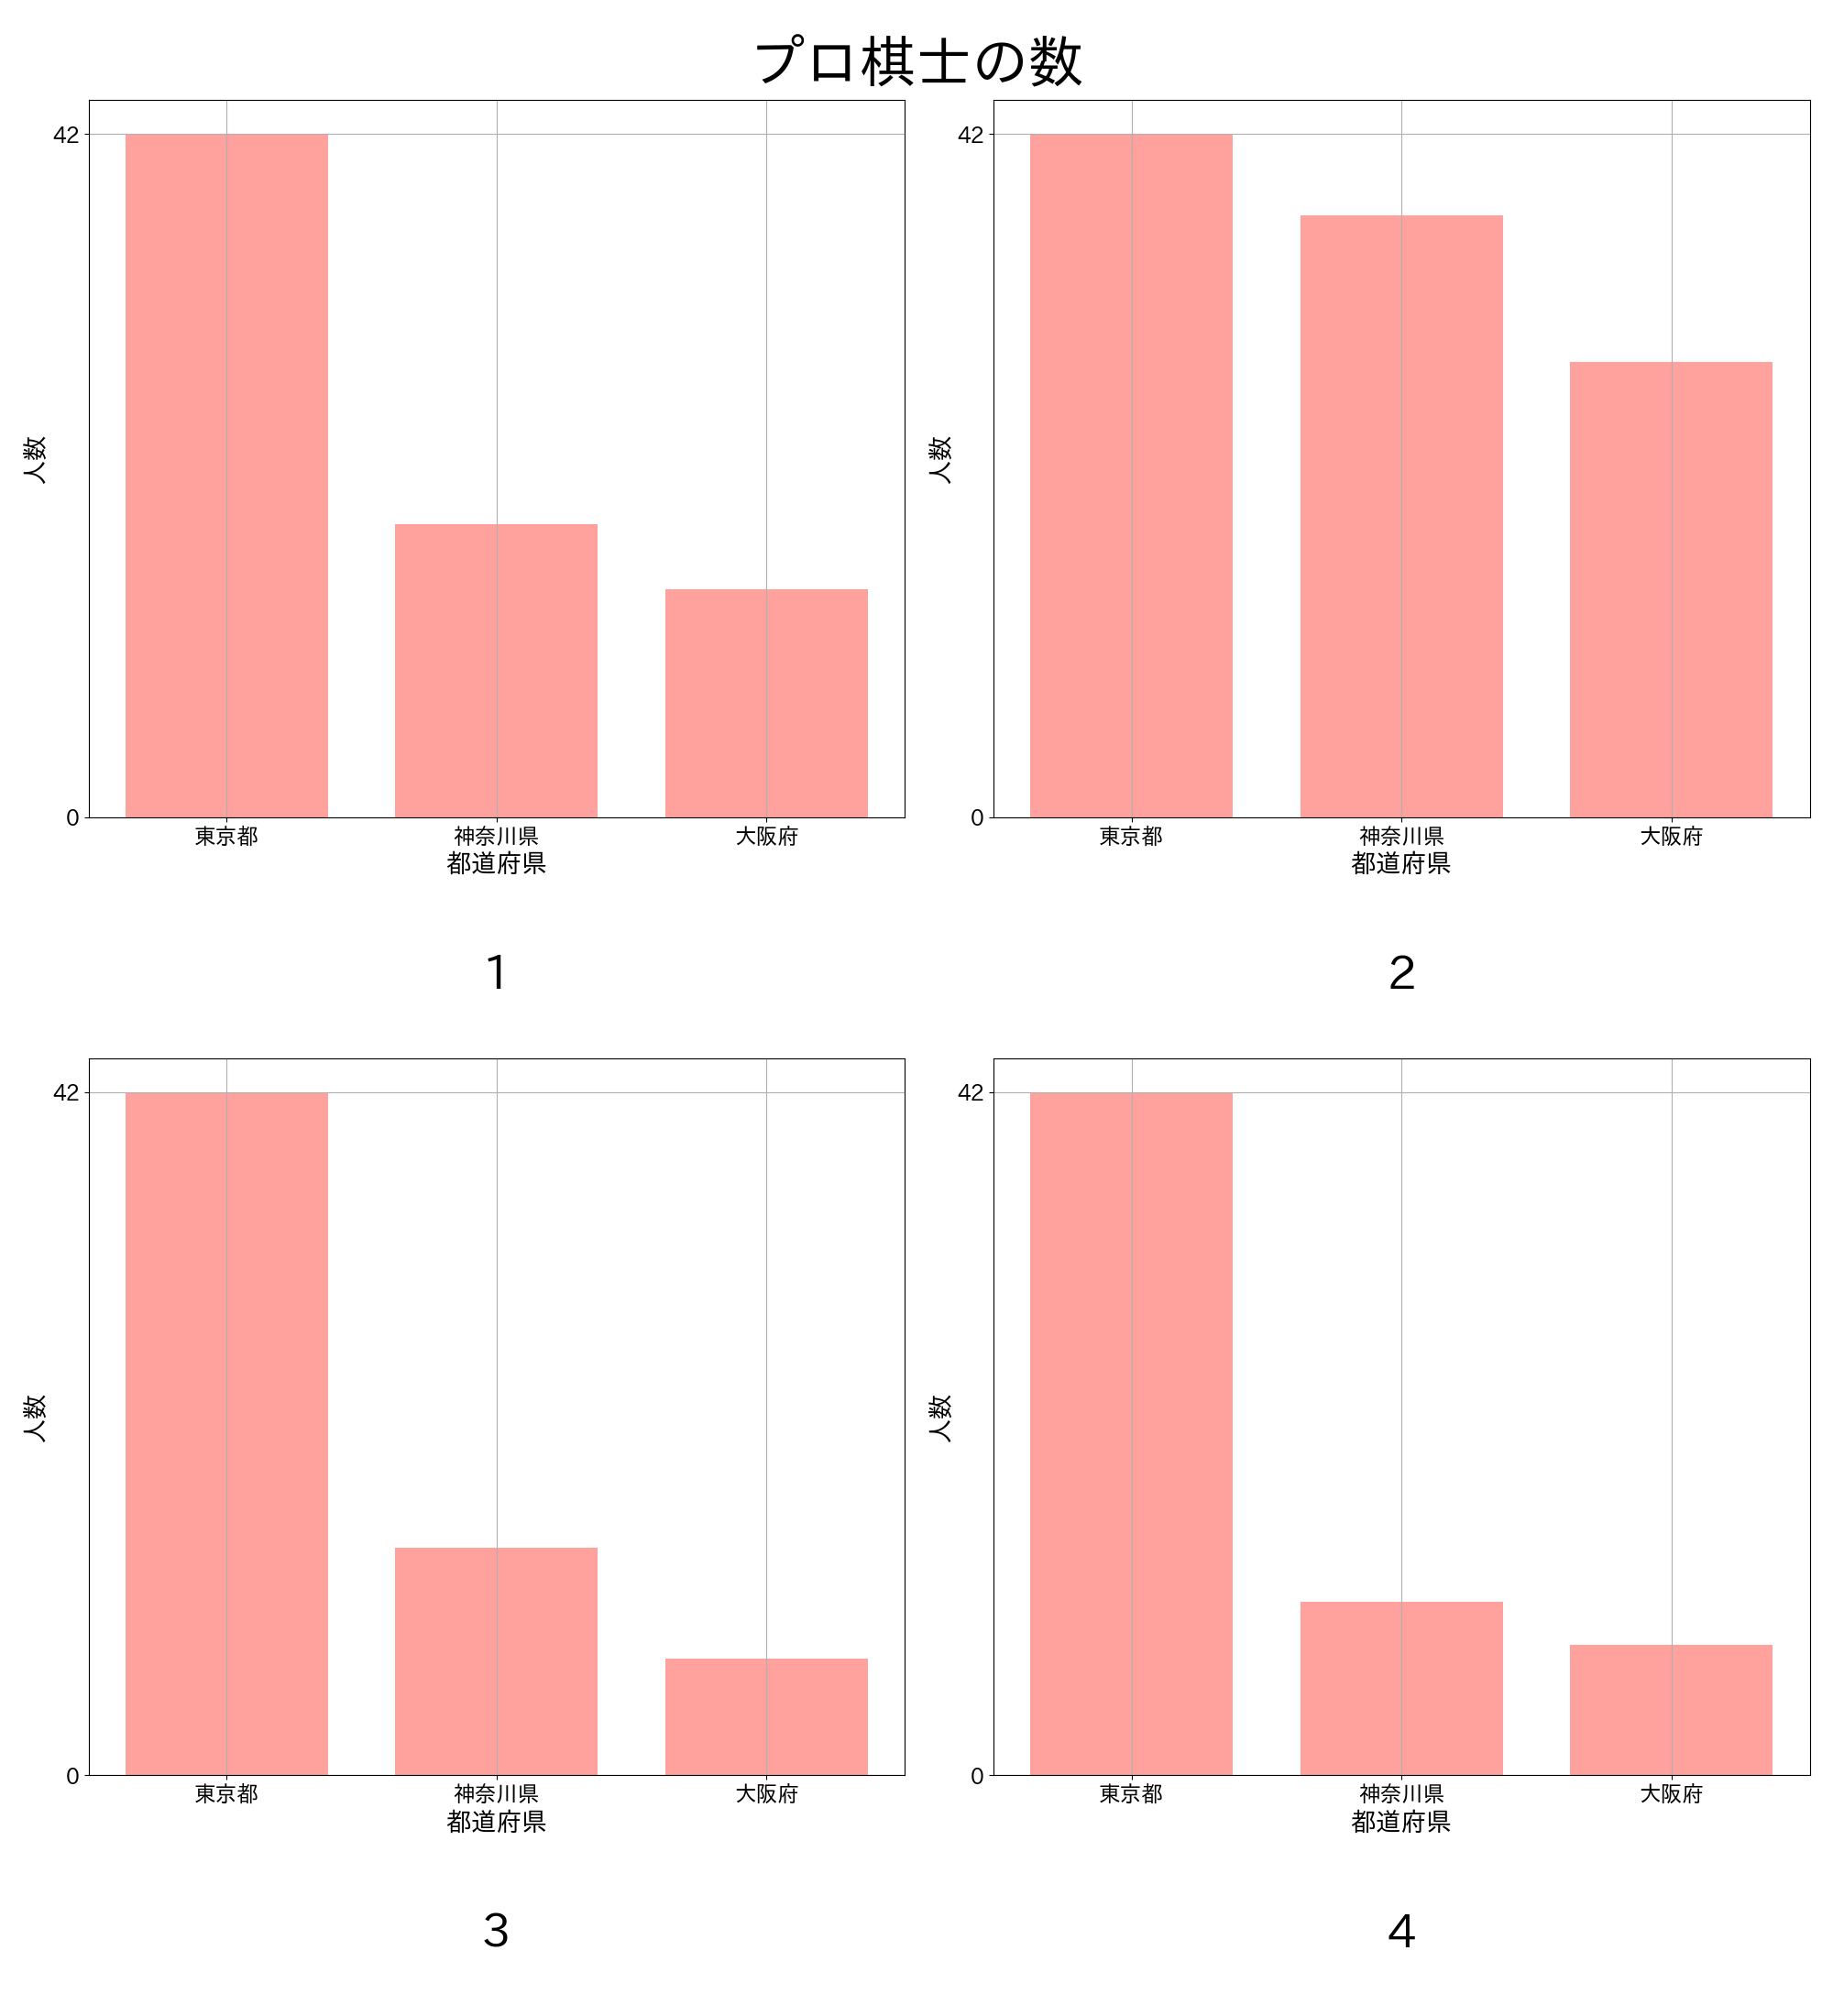 プロ棋士の数
42
0
人数
東京都 神奈川県 大阪府
都道府県
1
42
0
人数
東京都 神奈川県 大阪府
都道府県
2
42
0
人数
東京都 神奈川県 大阪府
都道府県
3
42
0
人数
東京都 神奈川県 大阪府
都道府県
4